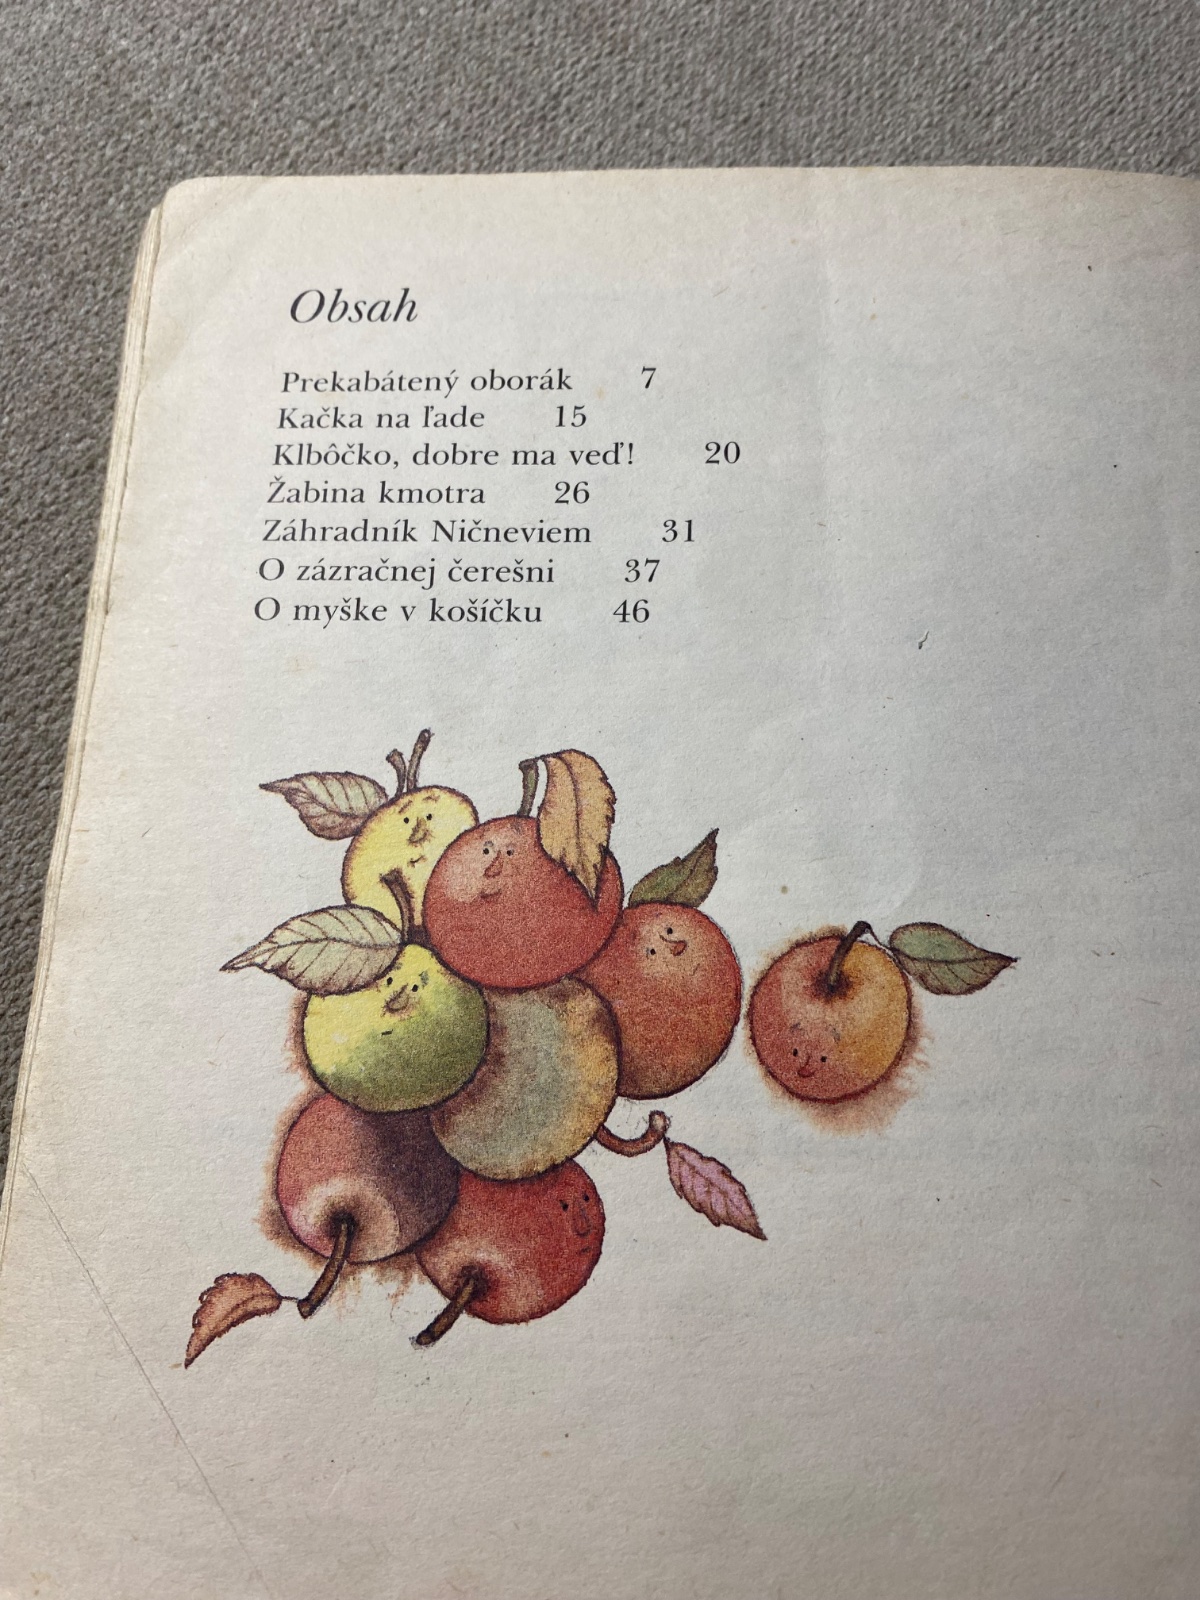 Obsah
Prekabátený oborák 7
Kačka na ľade 15
Klbôčko, dobre ma veď! 20
Žabina kmotra 26
Záhradník Ničneviem 31
O zázračnej čerešni 37
O myške v košíčku 46